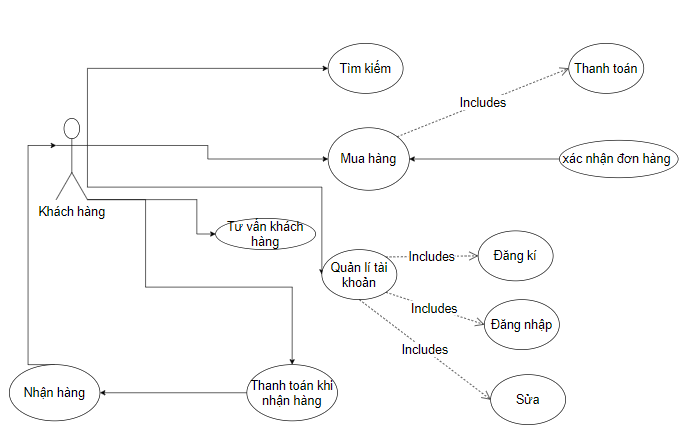 Tìm kiếm
Thanh toán
Includes
Mua hàng
xác nhận đơn hàng
Khách hàng
Tư vấn khách
hàng
Quản lí tài
khoản
Includes
Đăng kí
Includes
Đăng nhập
Includes
Nhận hàng
Thanh toán khi
nhận hàng
Sửa